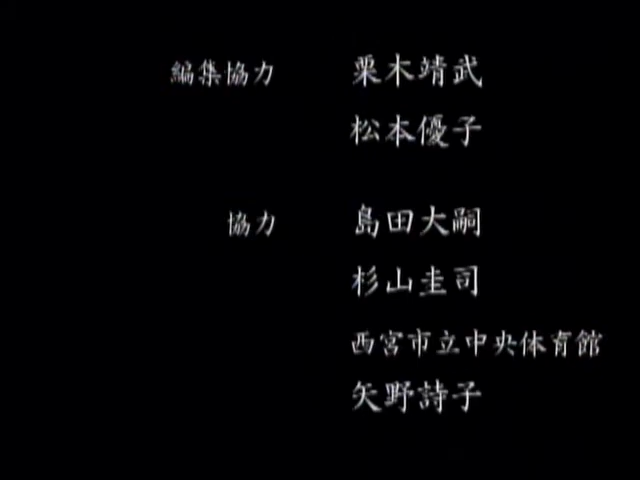 編集協力 栗木靖武
松本優子
協力 島田大嗣
杉山圭司
西宮市立中央体育館
矢野詩子